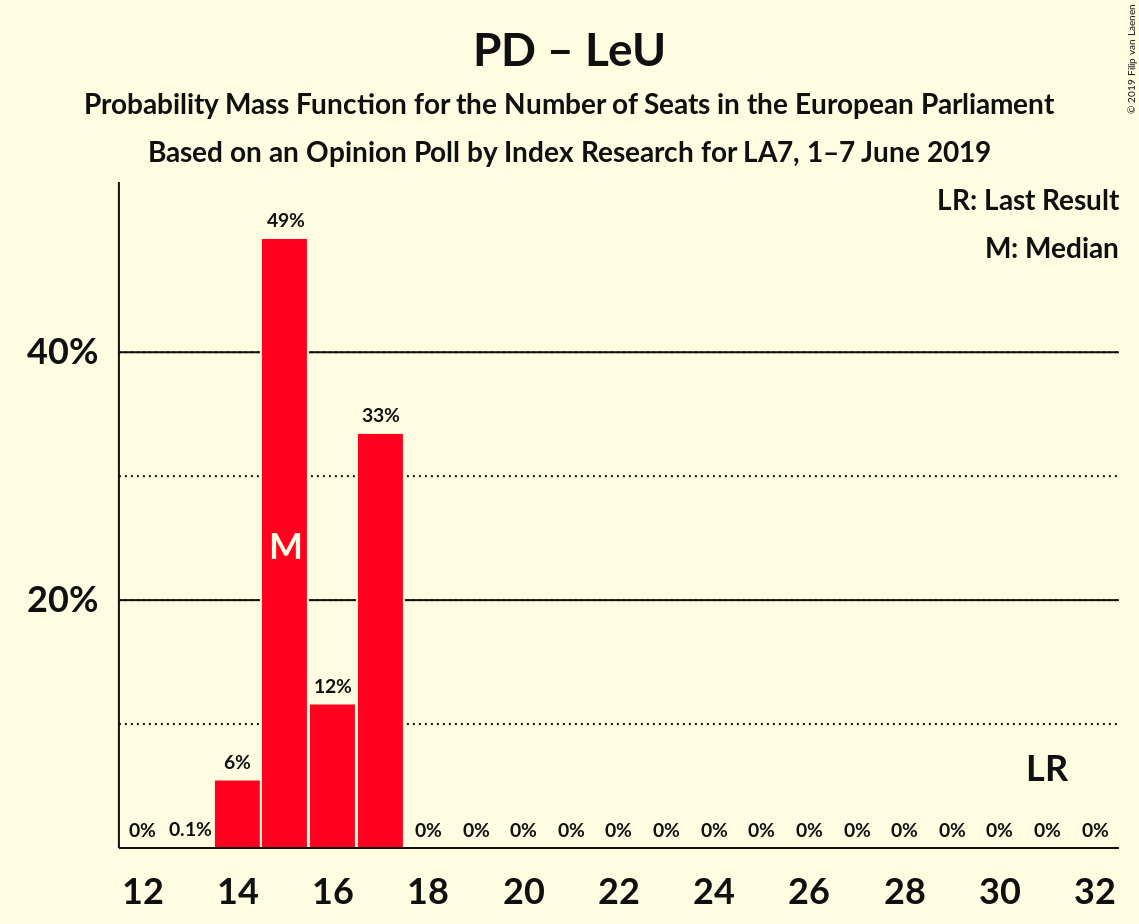 PD – LeU
Probability Mass Function for the Number of Seats in the European Parliament
Based on an Opinion Poll by Index Research for LA7, 1–7 June 2019
© 2019 Filip van Laenen
LR: Last Result
M: Median
49%
40%
33%
M
20%
12%
6%
LR
0% 0.1% 0% 0% 0% 0% 0% 0% 0% 0% 0% 0% 0% 0% 0% 0% 0%
12 14 16 18 20 22 24 26 28 30 32